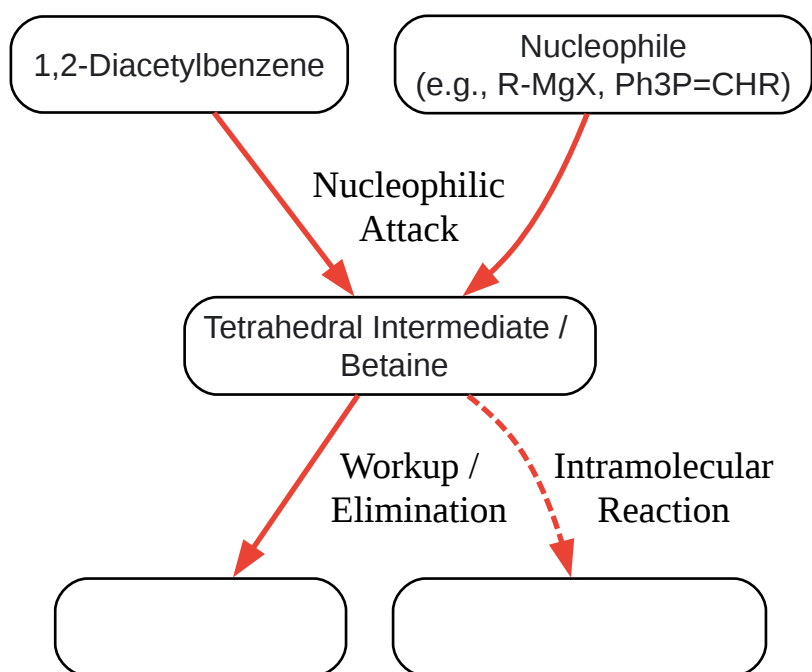 1,2-Diacetylbenzene
Nucleophile
(e.g., R-MgX, Ph3P=CHR)
Nucleophilic
Attack
Tetrahedral Intermediate /
Betaine
Workup /
Elimination
Intramolecular
Reaction